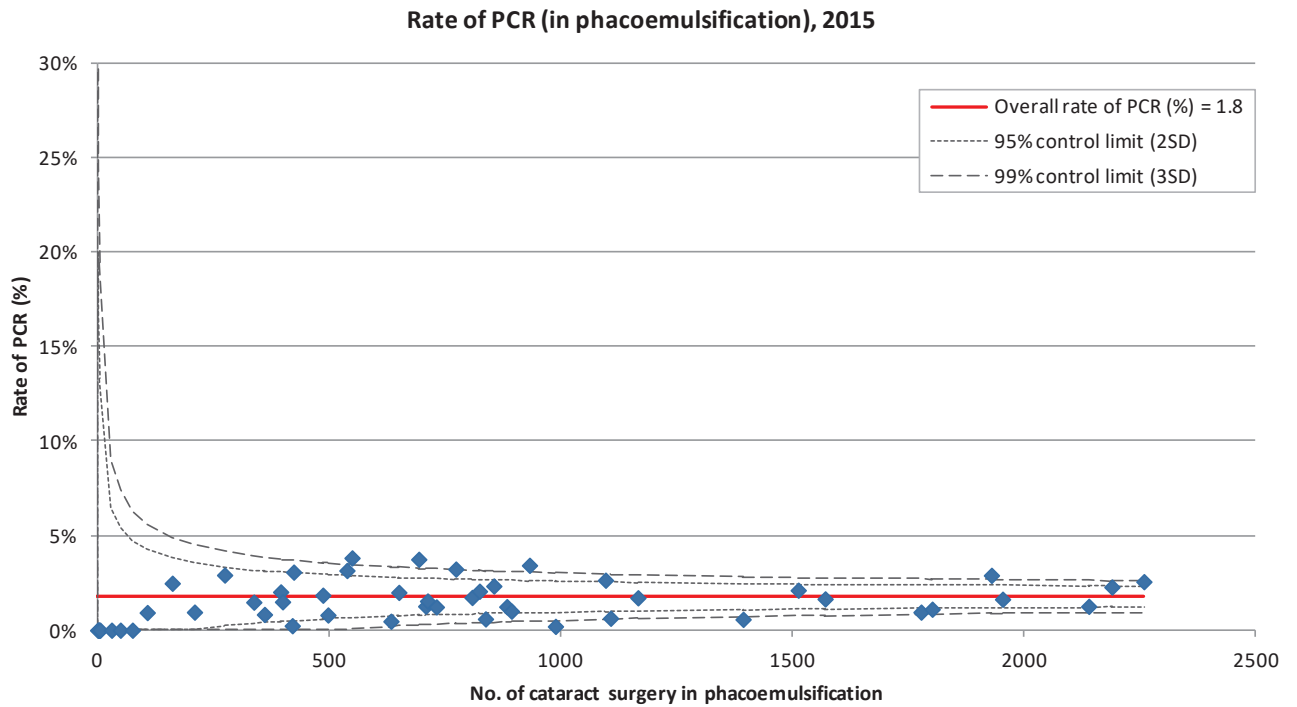 Rate of PCR (in phacoemulsification), 2015
30%
25%
20%
15%
10%
5%
0%
Rate of PCR (%)
Overall rate of PCR (%) = 1.8
95% control limit (2SD)
99% control limit (3SD)
0 500 1000 1500 2000 2500
No. of cataract surgery in phacoemulsification